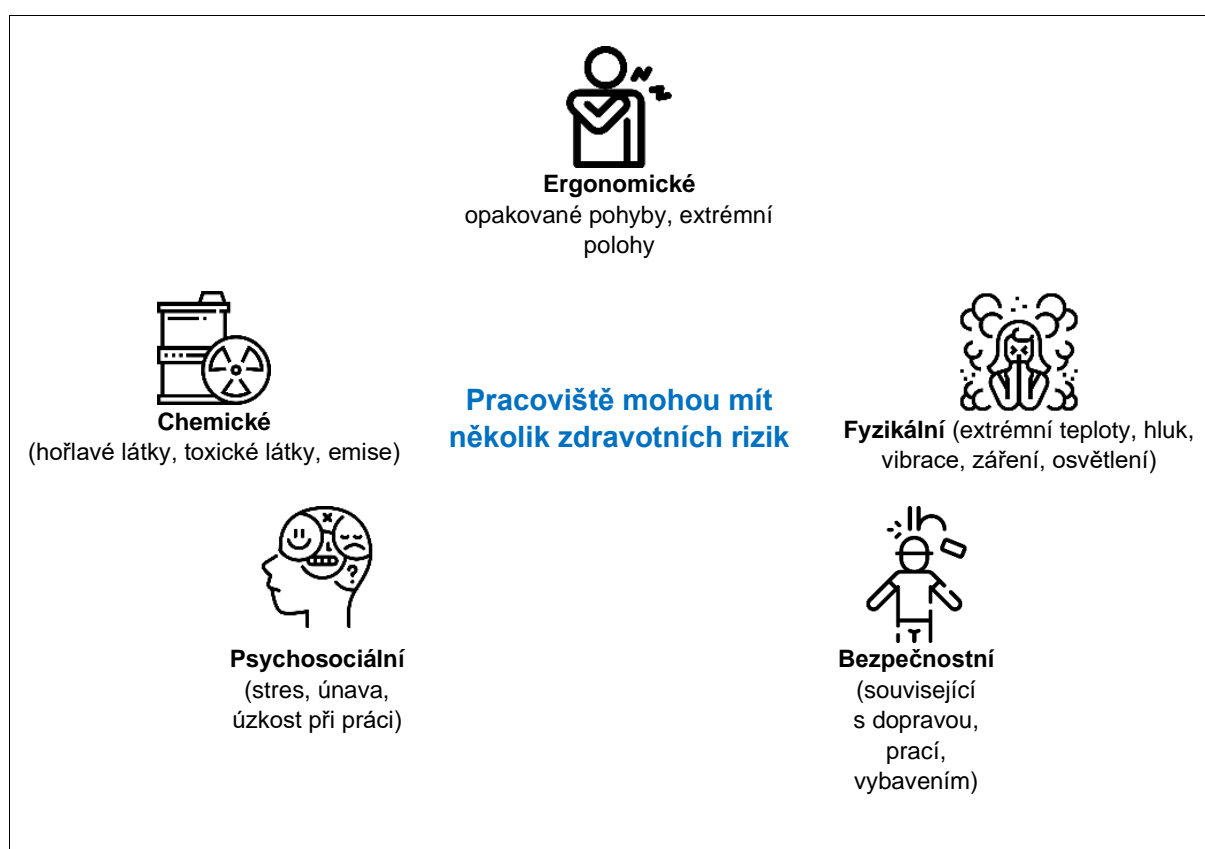 Ergonomické
opakované pohyby, extrémní
polohy
Chemické
(hořlavé látky, toxické látky, emise)
Pracoviště mohou mít
několik zdravotních rizik
Fyzikální (extrémní teploty, hluk,
vibrace, záření, osvětlení)
Psychosociální
(stres, únava,
úzkost při práci)
Bezpečnostní
(související
s dopravou,
prací,
vybavením)